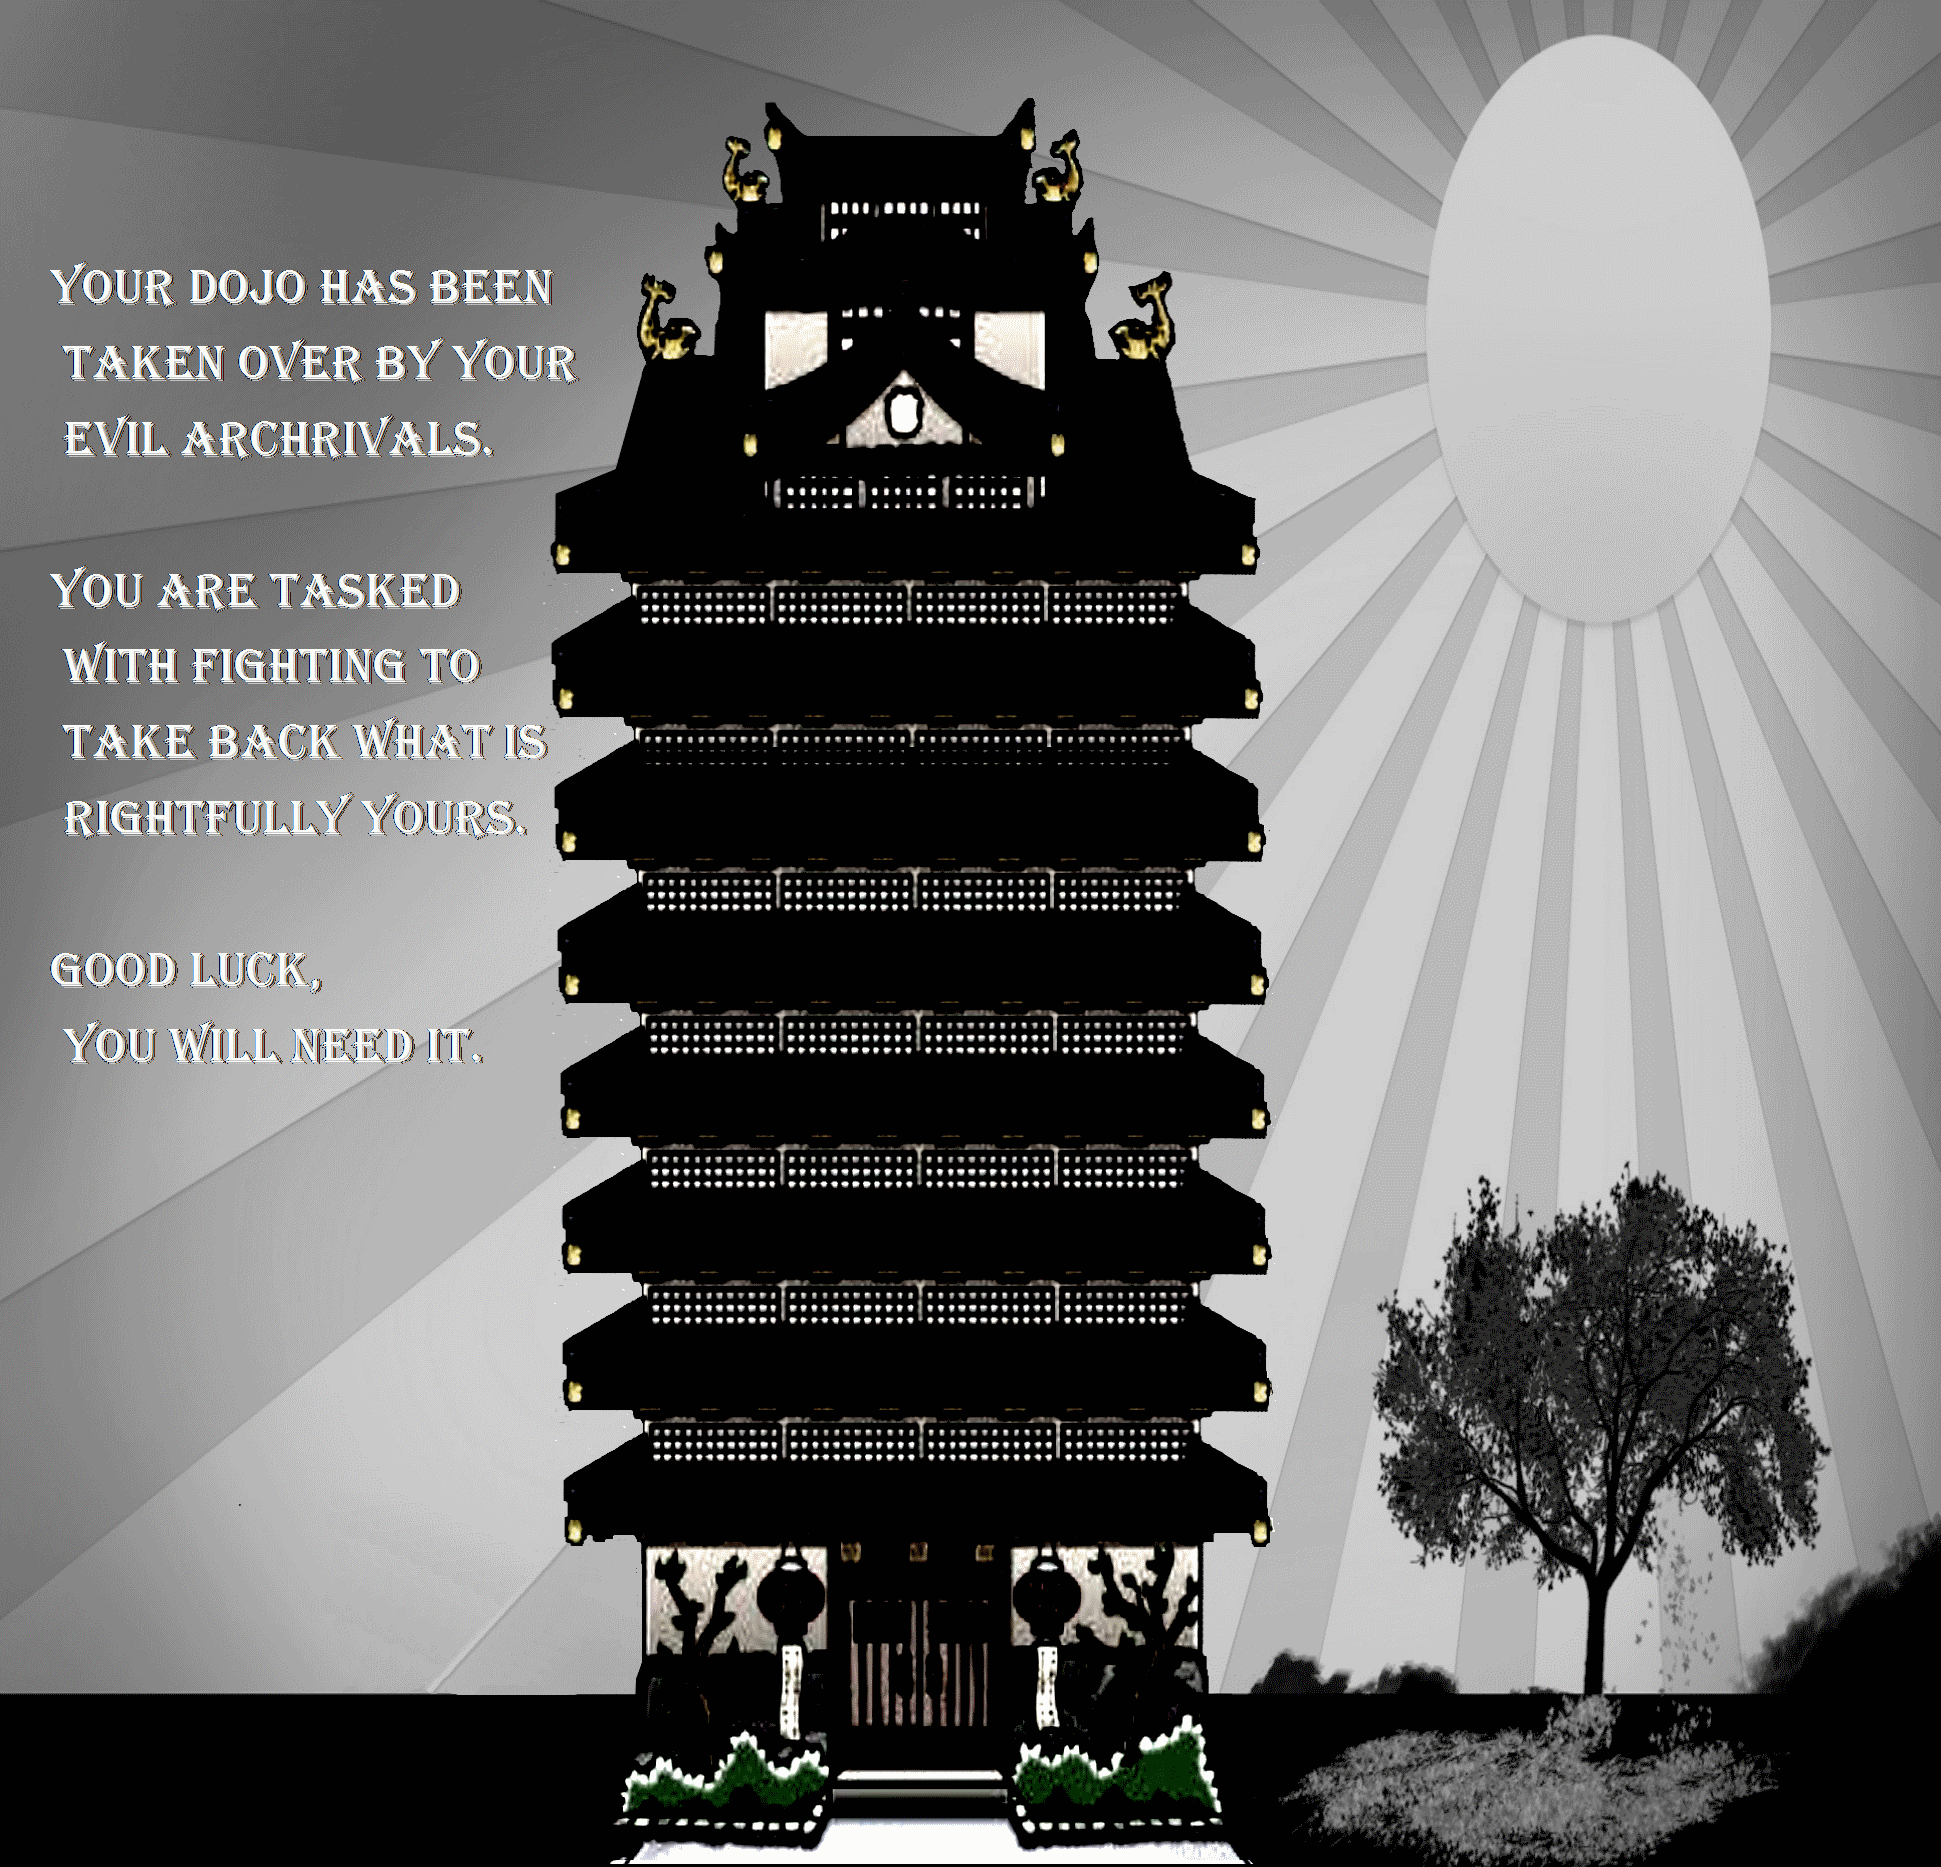 YOUR DOJO HAS BEEN
TAKEN OVER BY YOUR
EVIL ARCHRIVALS.
YOU ARE TASKED
WITH FIGHTING TO
TAKE BACK WHAT IS
RIGHTFULLY YOURS.
GOOD LUCK,
YOU WILL NEED IT.